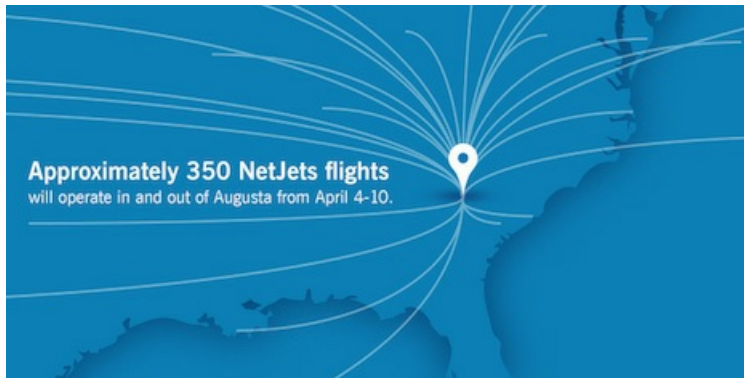 Approximately 350 NetJets flights
will operate in and out of Augusta from April 4-10.